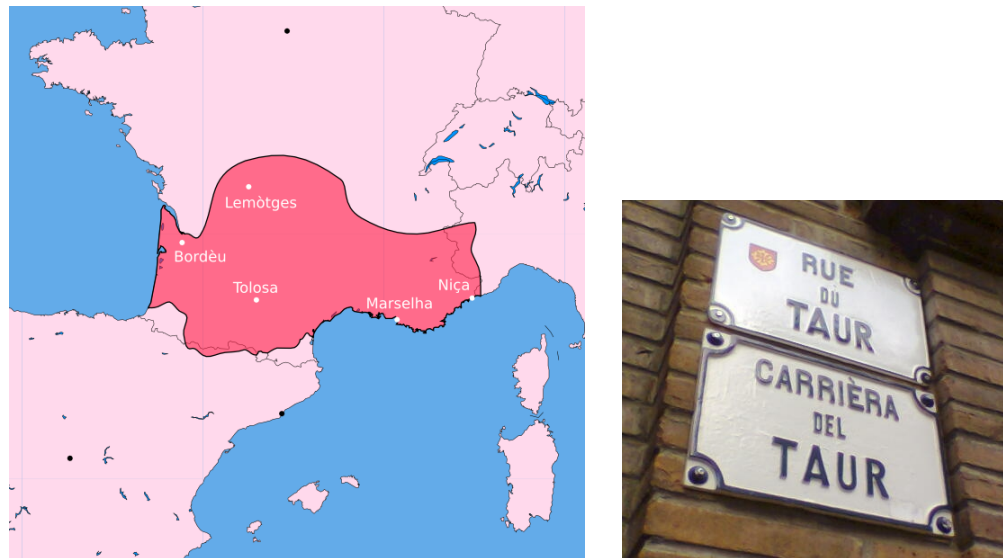 Lemòtges
Bordèu
Tolosa
Marselha
Niça
RUE
DU
TAUR
CARRIÈRA
DEL
TAUR